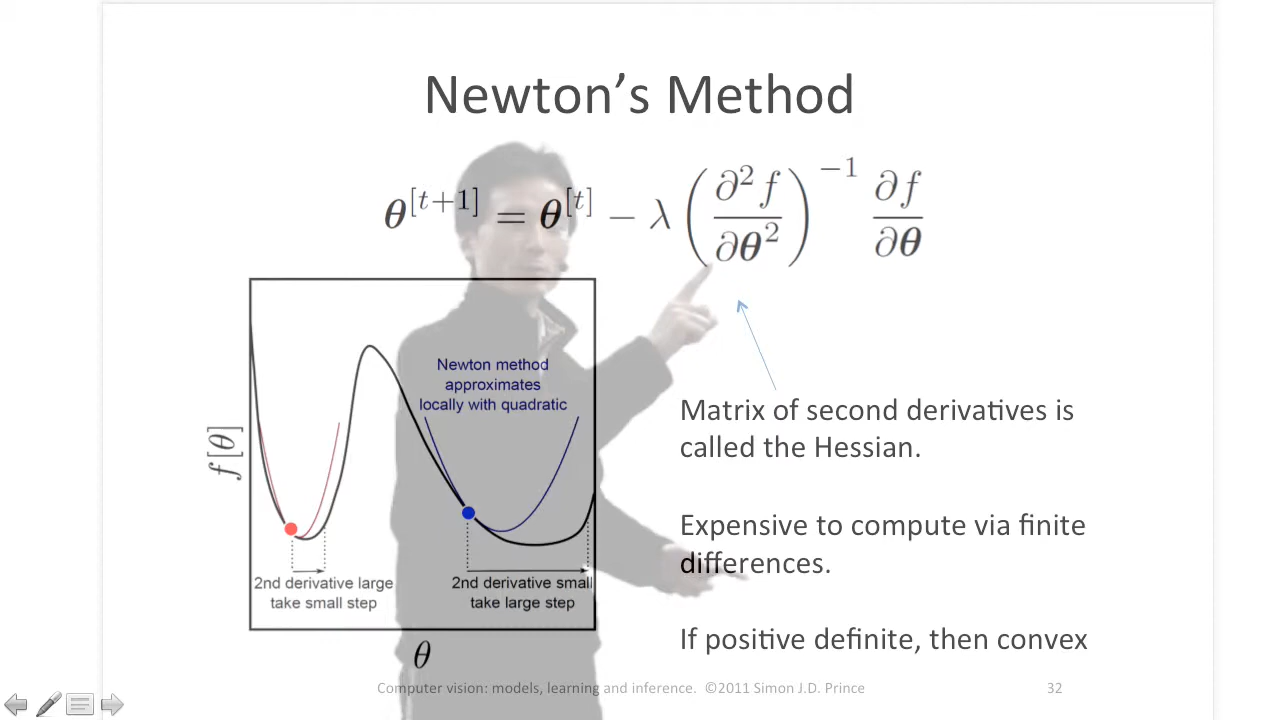 Newton's Method
θ^[t+1] = θ^[t] − λ (∂²f / ∂θ²)^−1 ∂f / ∂θ
Newton method
approximates
locally with quadratic
f[θ]
2nd derivative large
take small step
2nd derivative small
take large step
θ
Matrix of second derivatives is
called the Hessian.
Expensive to compute via finite
differences.
If positive definite, then convex
Computer vision: models, learning and inference. ©2011 Simon J.D. Prince
32